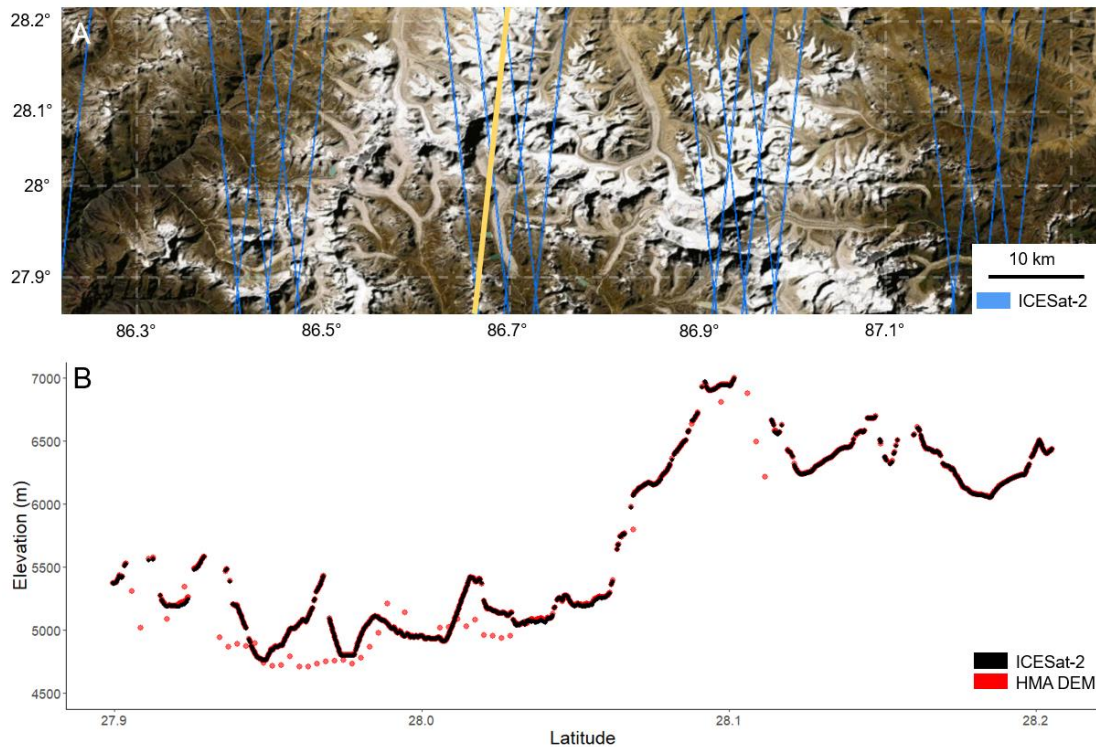 A
28.2°
28.1°
28°
27.9°
10 km
ICESat-2
86.3°
86.5°
86.7°
86.9°
87.1°
B
7000
6500
6000
5500
5000
4500
Elevation (m)
ICESat-2
HMA DEM
27.9
28.0
28.1
28.2
Latitude